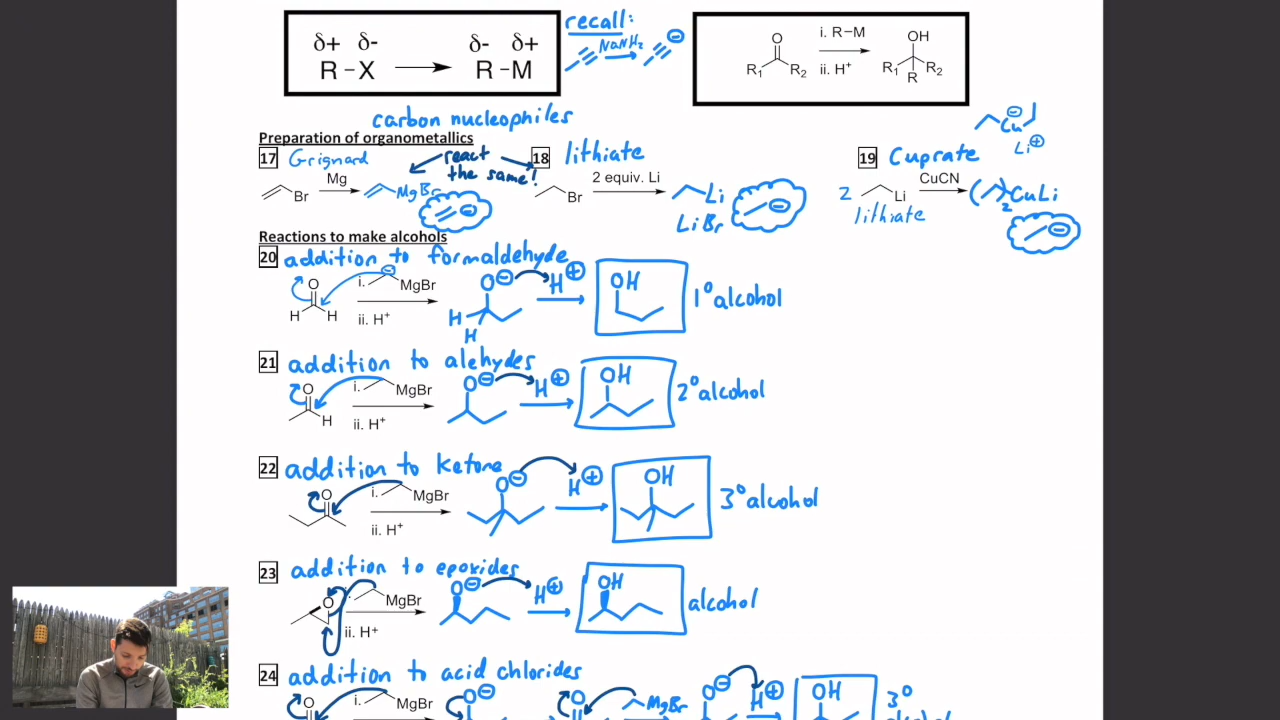 recall:
δ+ δ-
R-X
δ- δ+
R-M
NaNH₂
⊖
O
R₁ R₂
i. R-M
ii. H⁺
OH
R₁ R₂
R
carbon nucleophiles
Preparation of organometallics
⊖
Cu
Li⊕
17 Grignard
react
the same!
18 lithiate
19 Cuprate
Br
Mg
MgBr
⊖
Br
2 equiv. Li
Li
LiBr
⊖
2
Li
lithiate
CuCN
( )₂CuLi
⊖
Reactions to make alcohols
20 addition to formaldehyde
O
H H
i. ⊖ MgBr
ii. H⁺
O⊖
H
H
H⊕
OH
1° alcohol
21 addition to alehydes
O
H
i. MgBr
ii. H⁺
O⊖
H⊕
OH
2° alcohol
22 addition to ketone
O
i. MgBr
ii. H⁺
O⊖
H⊕
OH
3° alcohol
23 addition to epoxides
O
i. MgBr
ii. H⁺
O⊖
H⊕
OH
alcohol
24 addition to acid chlorides
O
i. MgBr
O⊖
O
MgBr
O⊖
H⊕
OH
3°
alcohol